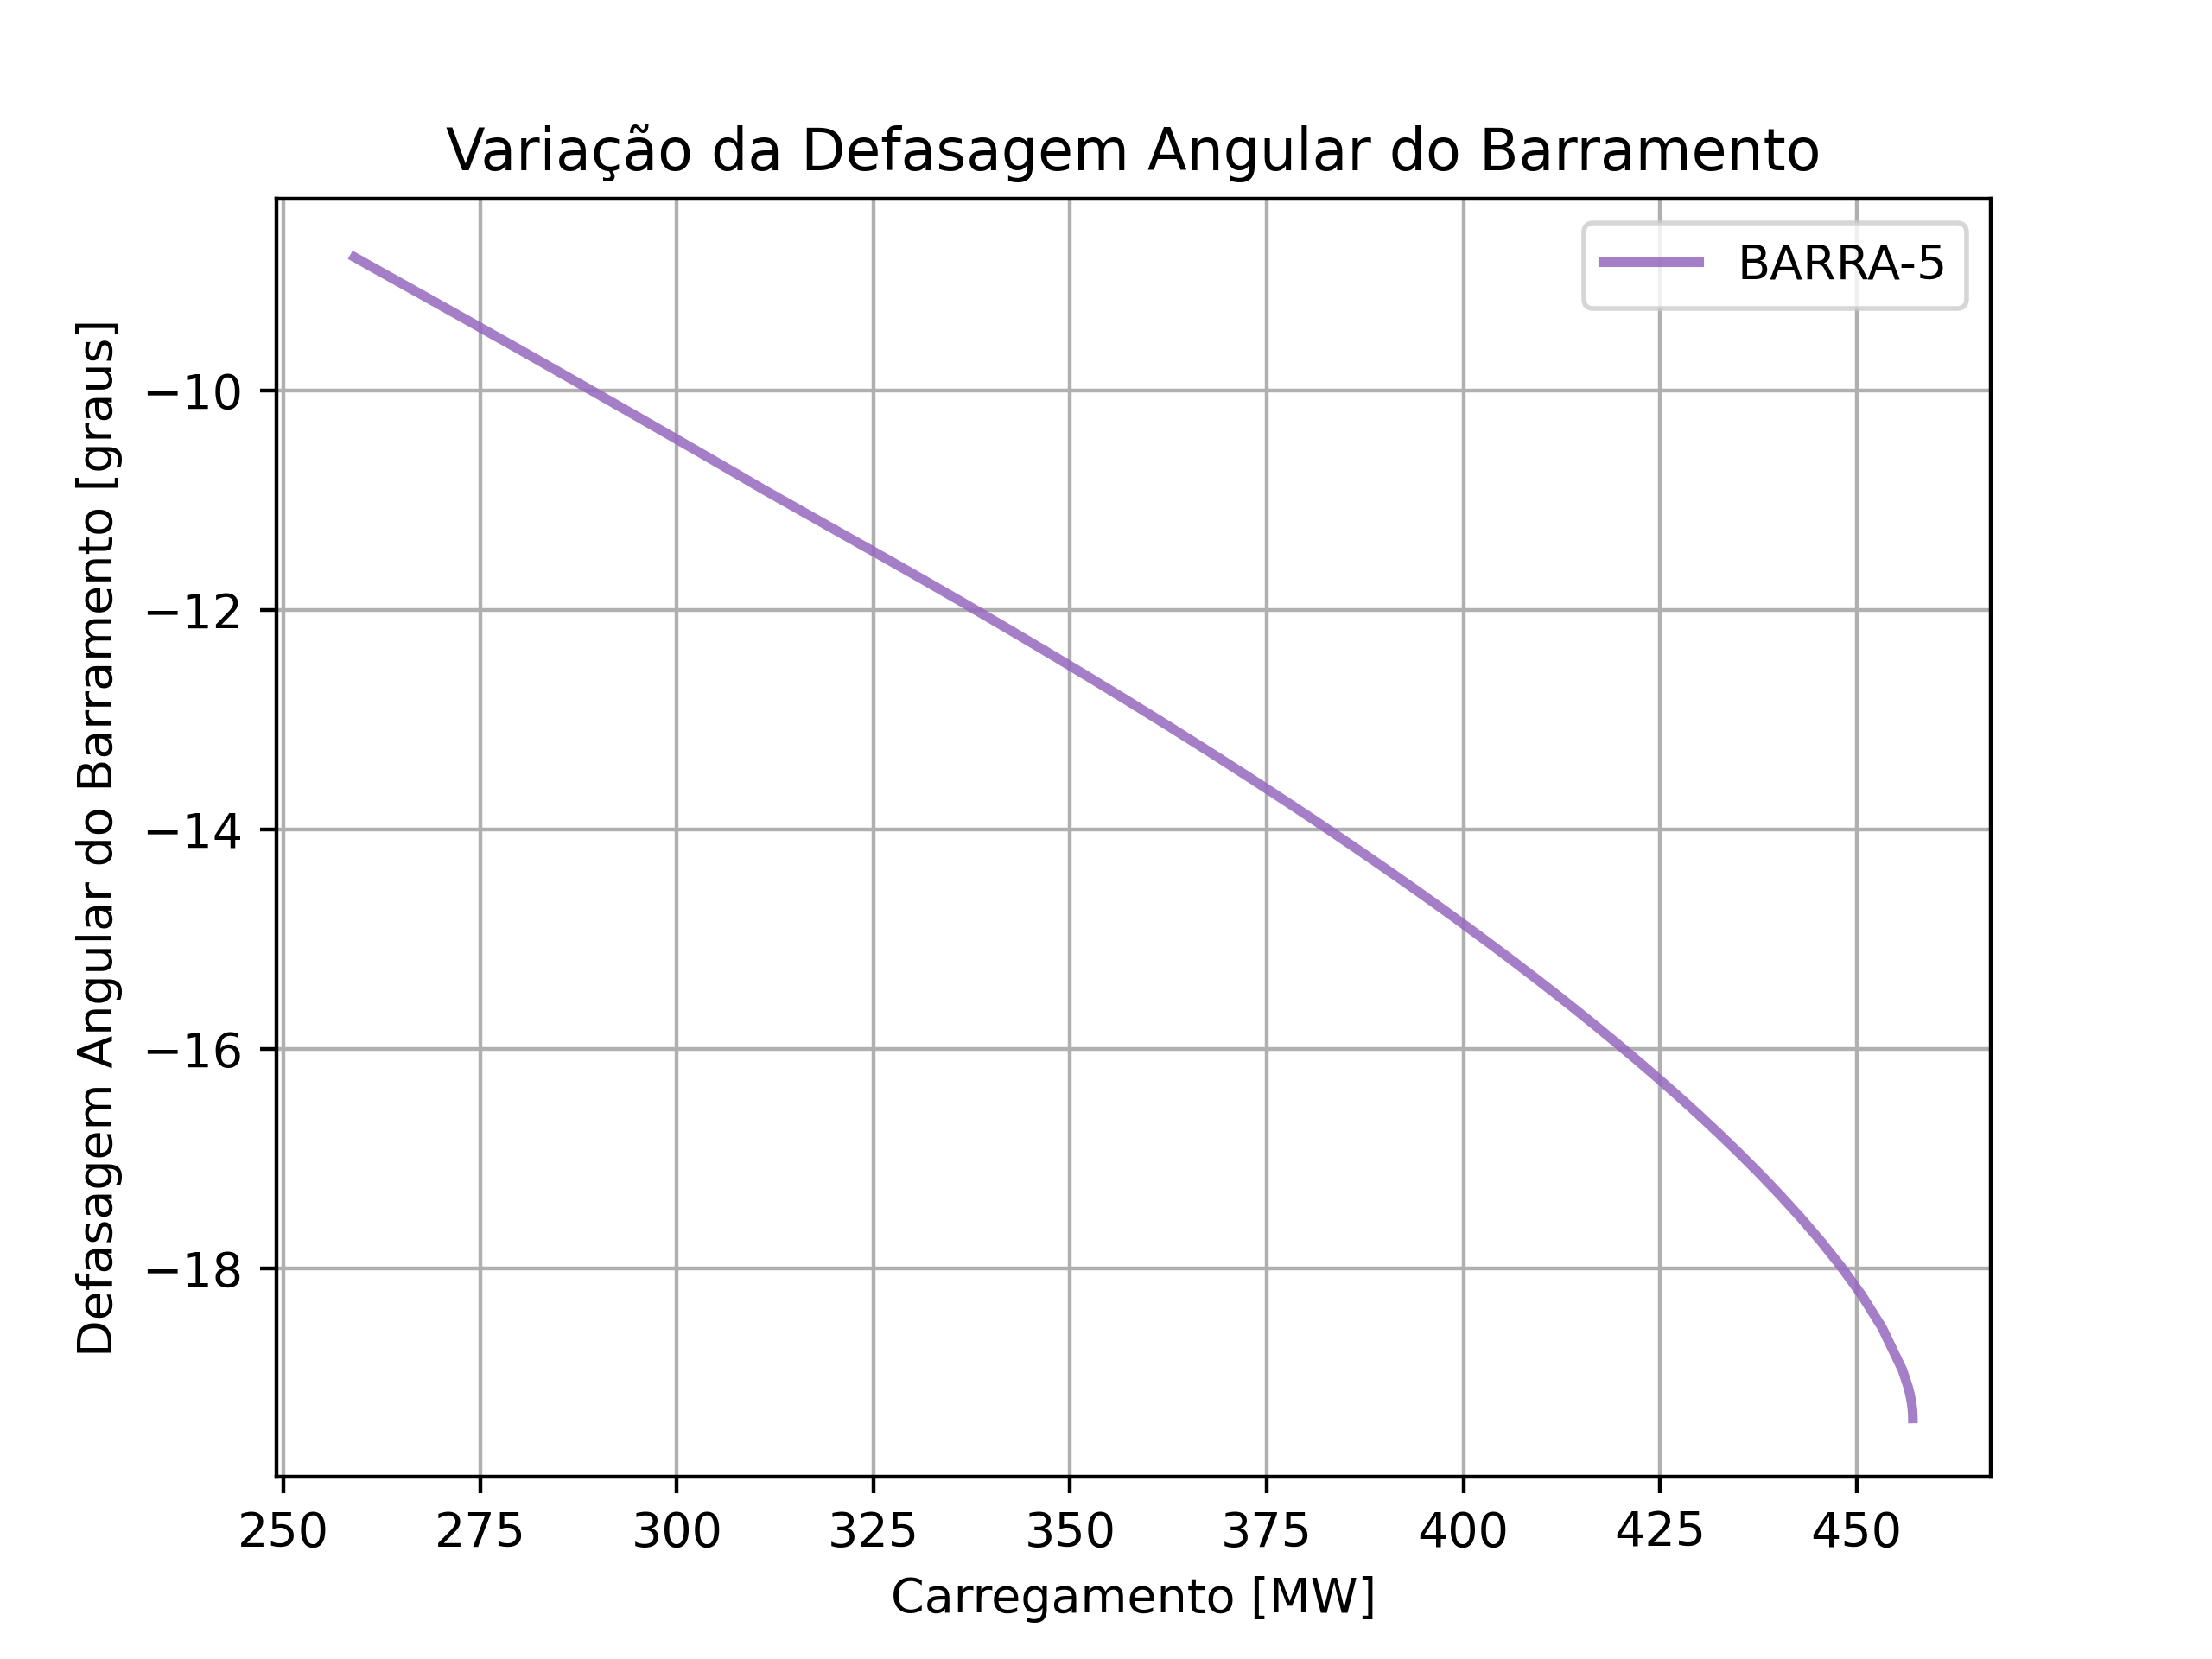 Variação da Defasagem Angular do Barramento
BARRA-5
Defasagem Angular do Barramento [graus]
−10
−12
−14
−16
−18
250 275 300 325 350 375 400 425 450
Carregamento [MW]